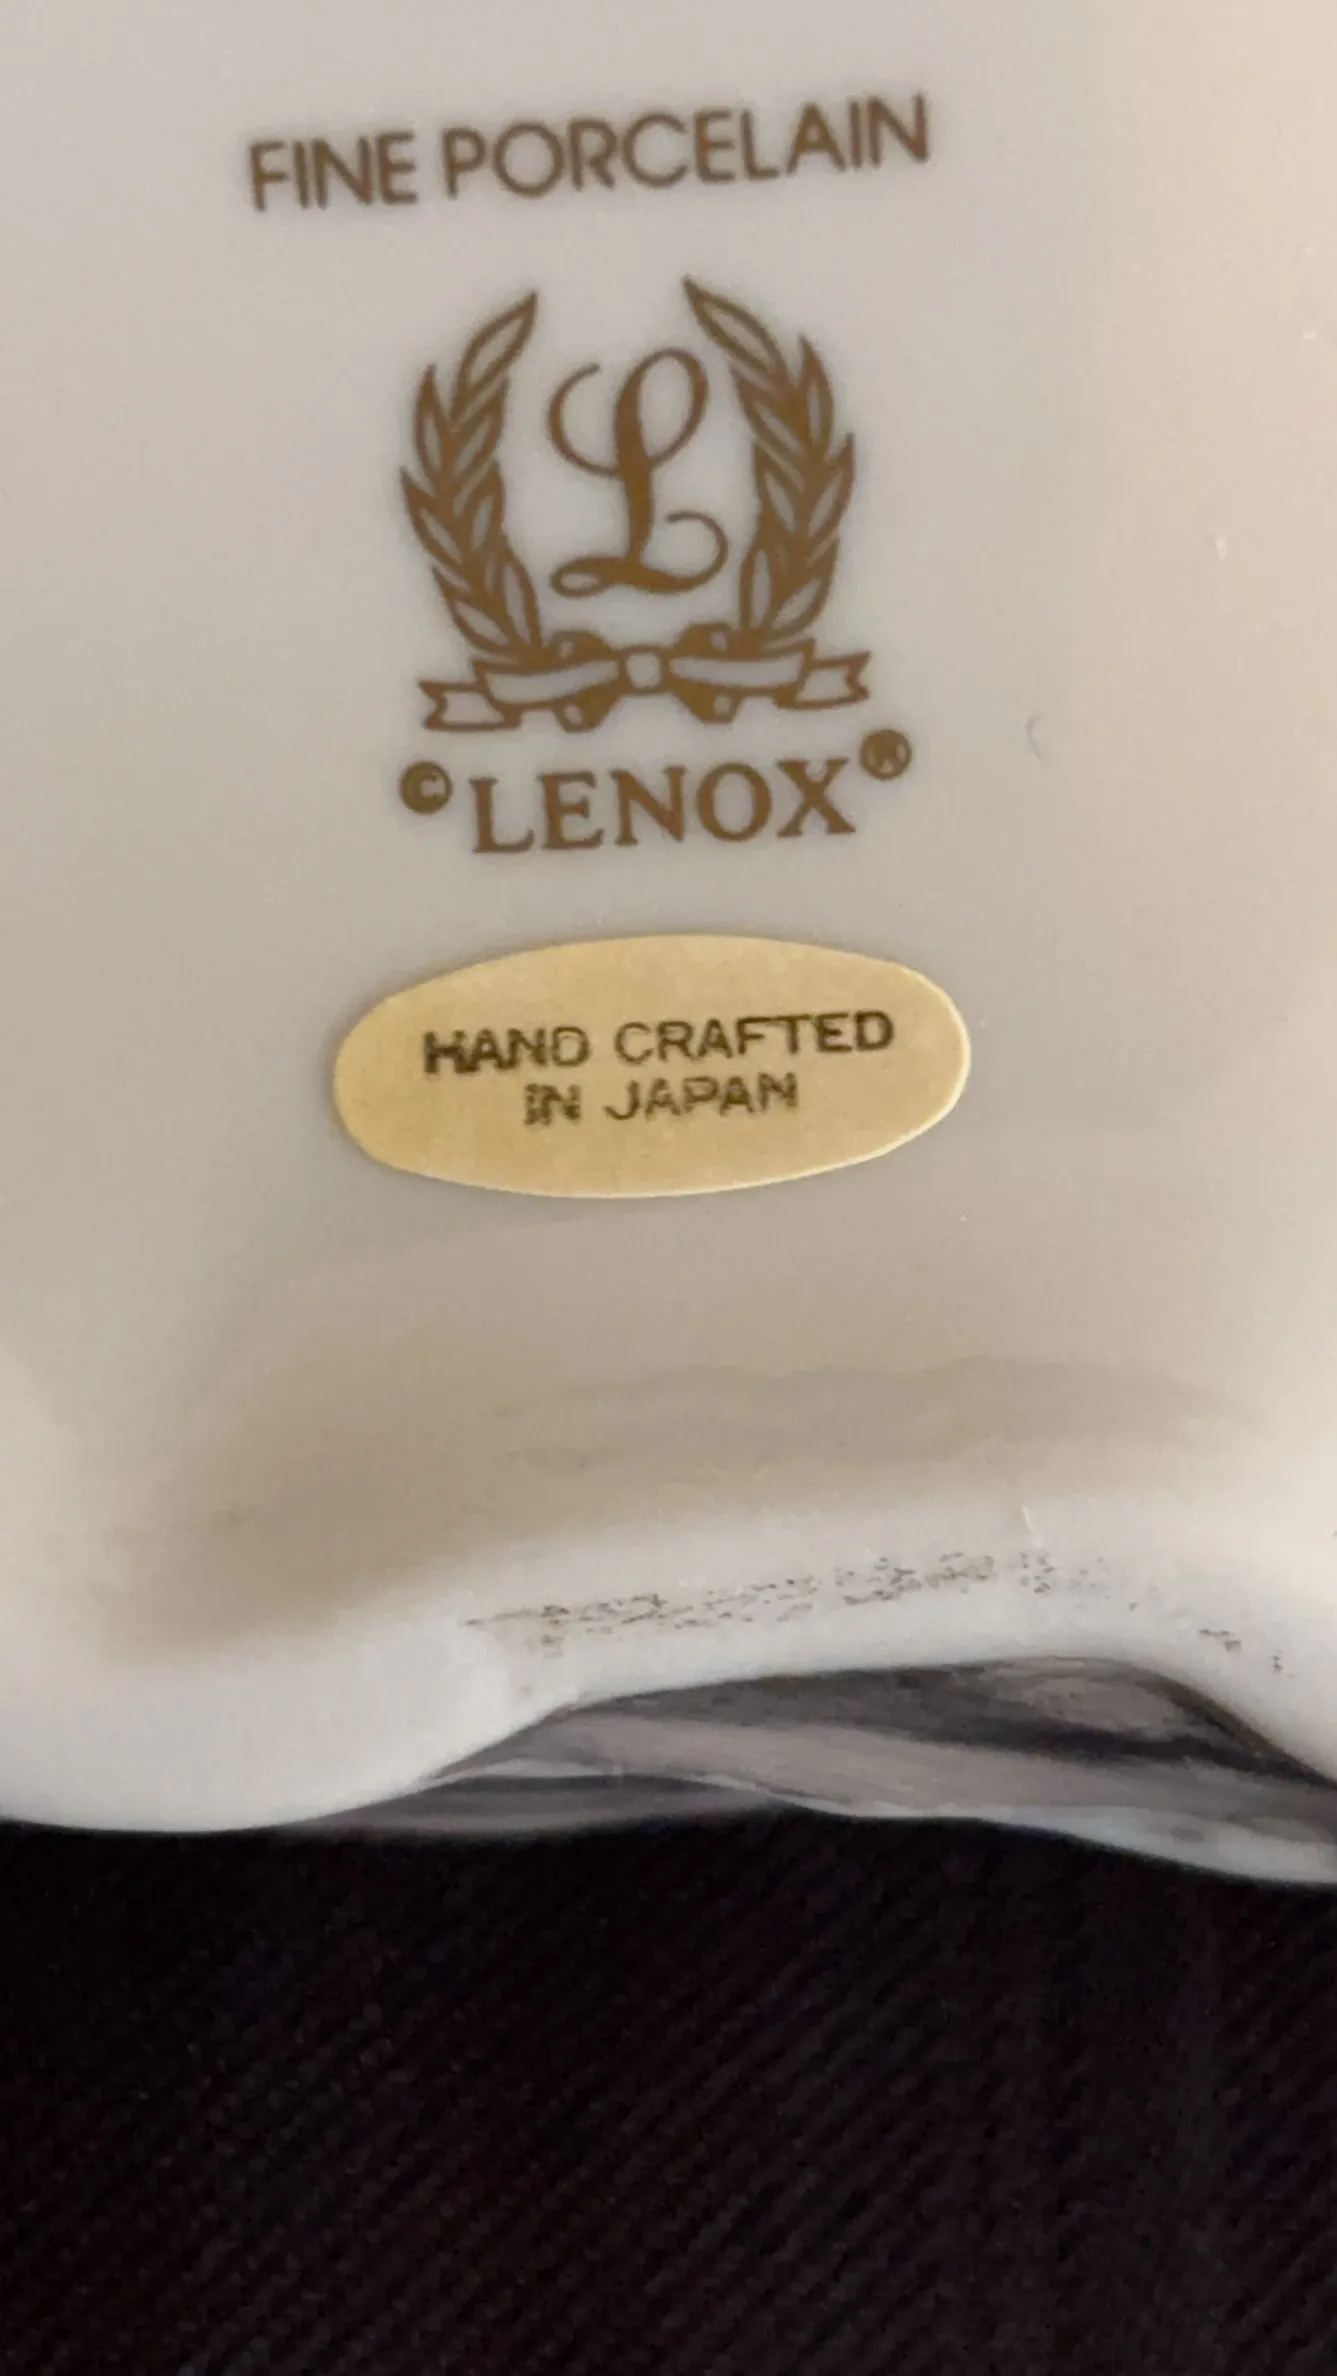 FINE PORCELAIN
L
© LENOX ®
HAND CRAFTED
IN JAPAN